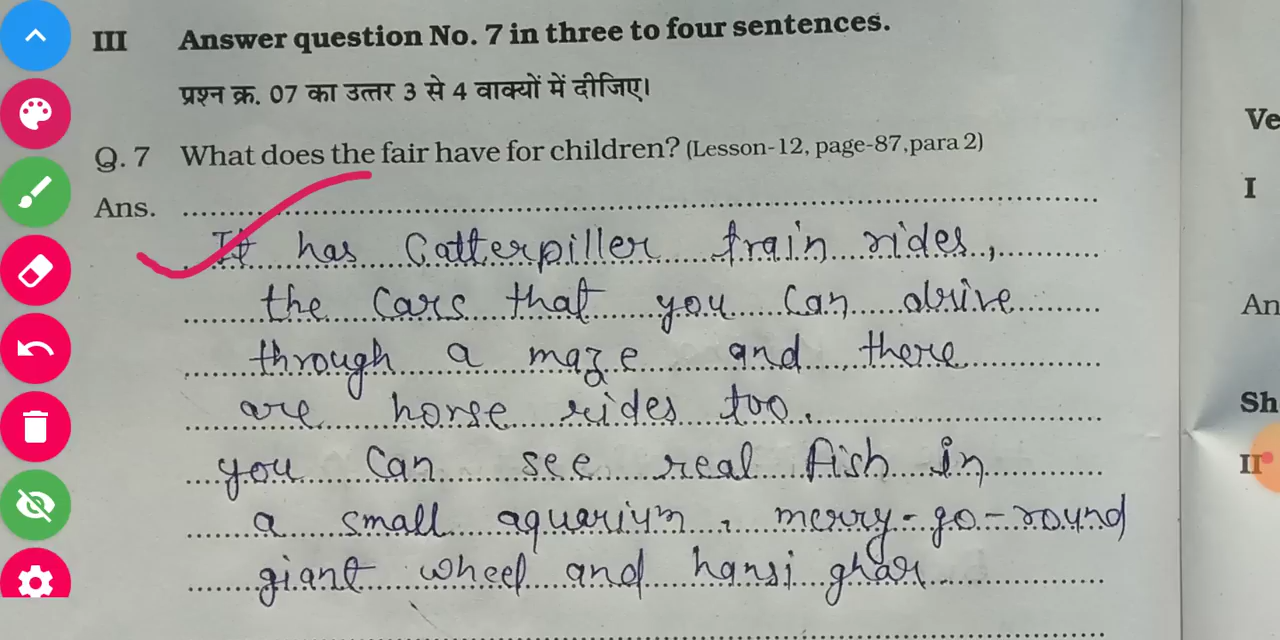 III Answer question No. 7 in three to four sentences.
प्रश्न क्र. 07 का उत्तर 3 से 4 वाक्यों में दीजिए।
Q. 7 What does the fair have for children? (Lesson-12, page-87,para 2)
Ans.
It has Catterpiller train rides,
the cars that you can drive
through a maze and there
are horse rides too.
you can see real fish in
a small aquarium, merry-go-round
giant wheel and hansi ghar
Ve
I
An
Sh
II